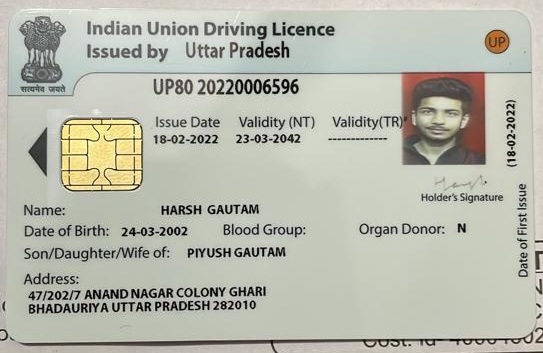 Indian Union Driving Licence
Issued by Uttar Pradesh
UP
सत्यमेव जयते
UP80 20220006596
Issue Date Validity (NT) Validity(TR)
18-02-2022 23-03-2042 -------------
(18-02-2022)
Date of First Issue
Holder's Signature
Name: HARSH GAUTAM
Date of Birth: 24-03-2002 Blood Group: Organ Donor: N
Son/Daughter/Wife of: PIYUSH GAUTAM
Address:
47/202/7 ANAND NAGAR COLONY GHARI
BHADAURIYA UTTAR PRADESH 282010